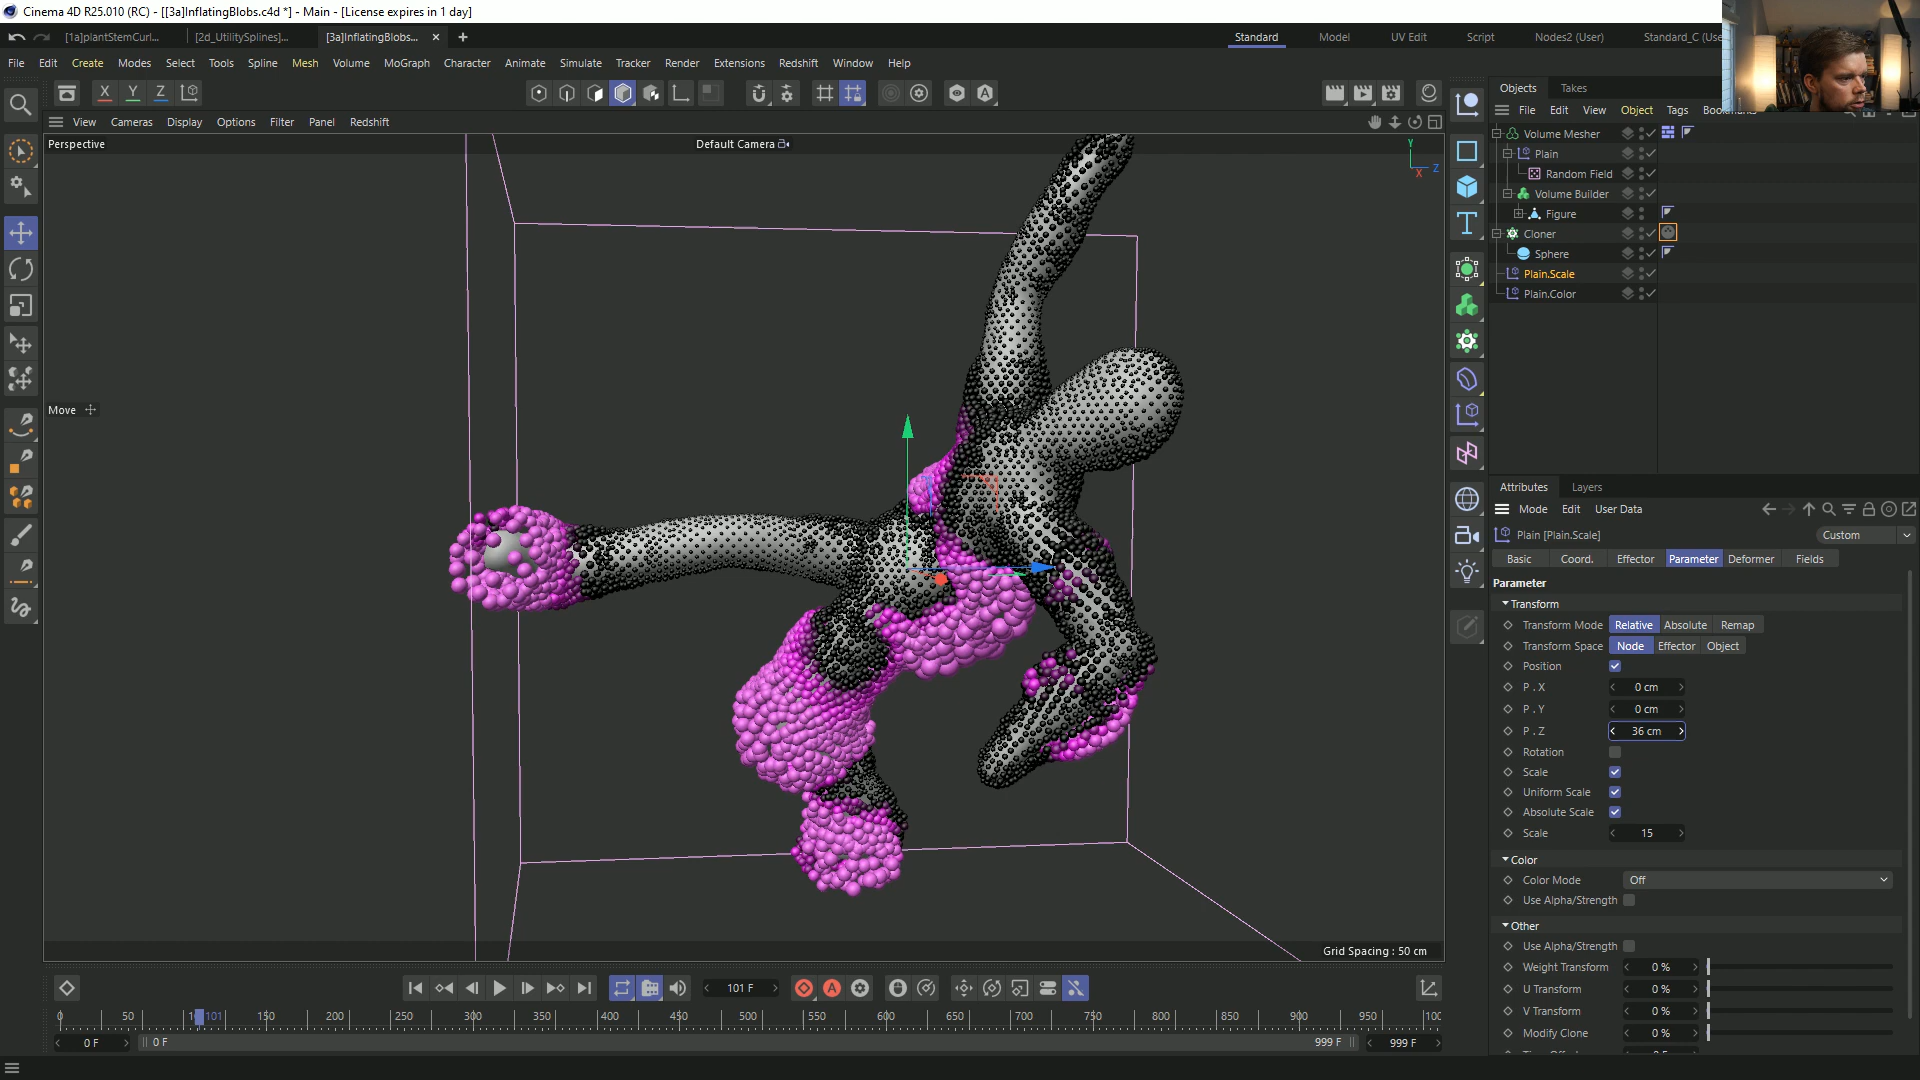 Cinema 4D R25.010 (RC) - [[3a]InflatingBlobs.c4d *] - Main - [License expires in 1 day]
[1a]plantStemCurl... [2d_UtilitySplines]... [3a]InflatingBlobs... × +
Standard Model UV Edit Script Nodes2 (User) Standard_C (Use
File Edit Create Modes Select Tools Spline Mesh Volume MoGraph Character Animate Simulate Tracker Render Extensions Redshift Window Help
X Y Z
View Cameras Display Options Filter Panel Redshift
Perspective
Default Camera
Y
Z
X
Move
Grid Spacing : 50 cm
Objects Takes
File Edit View Object Tags
Volume Mesher
Plain
Random Field
Volume Builder
Figure
Cloner
Sphere
Plain.Scale
Plain.Color
Attributes Layers
Mode Edit User Data
Plain [Plain.Scale] Custom
Basic Coord. Effector Parameter Deformer Fields
Parameter
Transform
Transform Mode Relative Absolute Remap
Transform Space Node Effector Object
Position
P . X 0 cm
P . Y 0 cm
P . Z 36 cm
Rotation
Scale
Uniform Scale
Absolute Scale
Scale 15
Color
Color Mode Off
Use Alpha/Strength
Other
Use Alpha/Strength
Weight Transform 0 %
U Transform 0 %
V Transform 0 %
Modify Clone 0 %
101 F
0 50 101 150 200 250 300 350 400 450 500 550 600 650 700 750 800 850 900 950 100
0 F 0 F 999 F 999 F